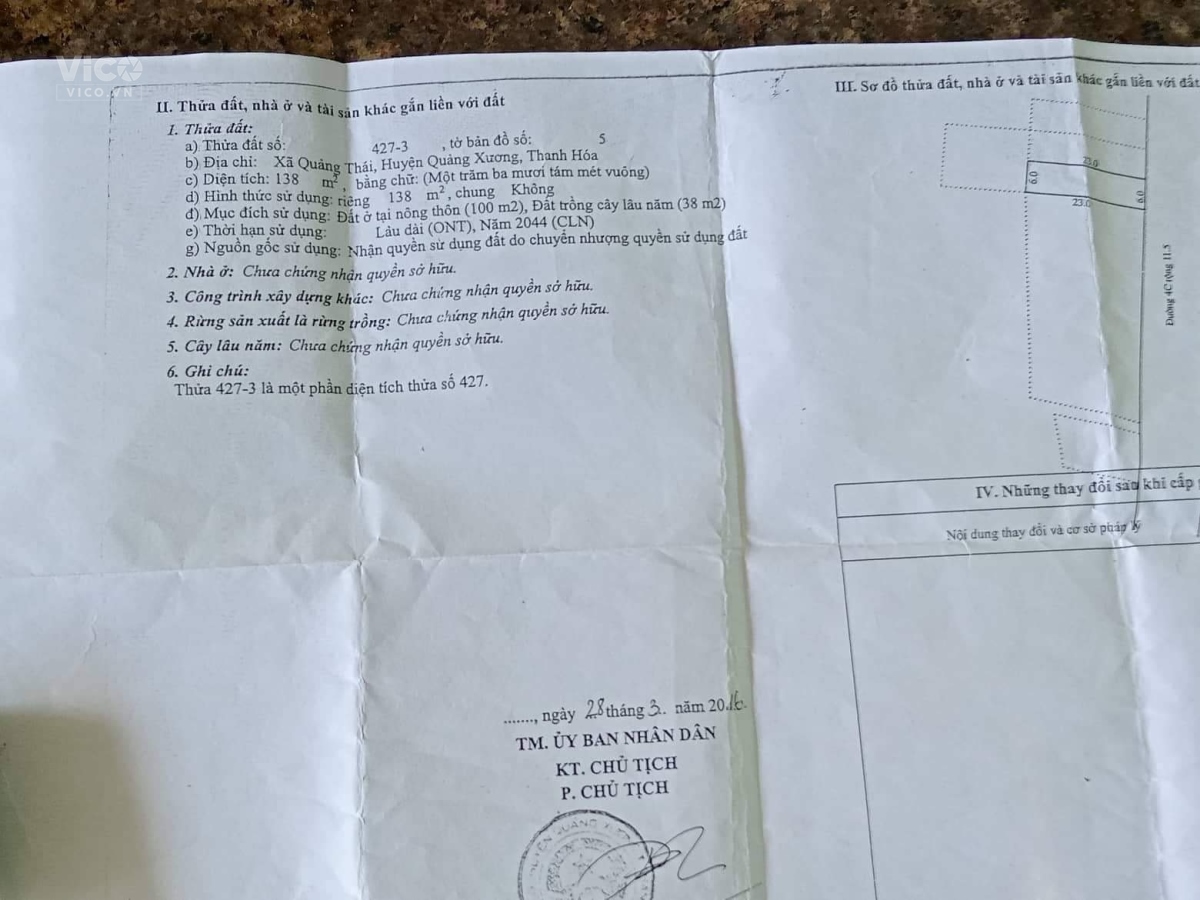 VICO
VICO.VN
II. Thửa đất, nhà ở và tài sản khác gắn liền với đất
1. Thửa đất:
a) Thửa đất số: 427-3 , tờ bản đồ số: 5
b) Địa chỉ: Xã Quảng Thái, Huyện Quảng Xương, Thanh Hóa
c) Diện tích: 138 m², bằng chữ: (Một trăm ba mươi tám mét vuông)
d) Hình thức sử dụng: riêng 138 m², chung Không
đ) Mục đích sử dụng: Đất ở tại nông thôn (100 m2), Đất trồng cây lâu năm (38 m2)
e) Thời hạn sử dụng: Lâu dài (ONT), Năm 2044 (CLN)
g) Nguồn gốc sử dụng: Nhận quyền sử dụng đất do chuyển nhượng quyền sử dụng đất
2. Nhà ở: Chưa chứng nhận quyền sở hữu.
3. Công trình xây dựng khác: Chưa chứng nhận quyền sở hữu.
4. Rừng sản xuất là rừng trồng: Chưa chứng nhận quyền sở hữu.
5. Cây lâu năm: Chưa chứng nhận quyền sở hữu.
6. Ghi chú:
Thửa 427-3 là một phần diện tích thửa số 427.
......., ngày 28 tháng 3. năm 2016
TM. ỦY BAN NHÂN DÂN
KT. CHỦ TỊCH
P. CHỦ TỊCH
III. Sơ đồ thửa đất, nhà ở và tài sản khác gắn liền với đất
23.0
6.0
6.0
23.0
Đường 4C rộng 11.5
IV. Những thay đổi sau khi cấp
Nội dung thay đổi và cơ sở pháp lý